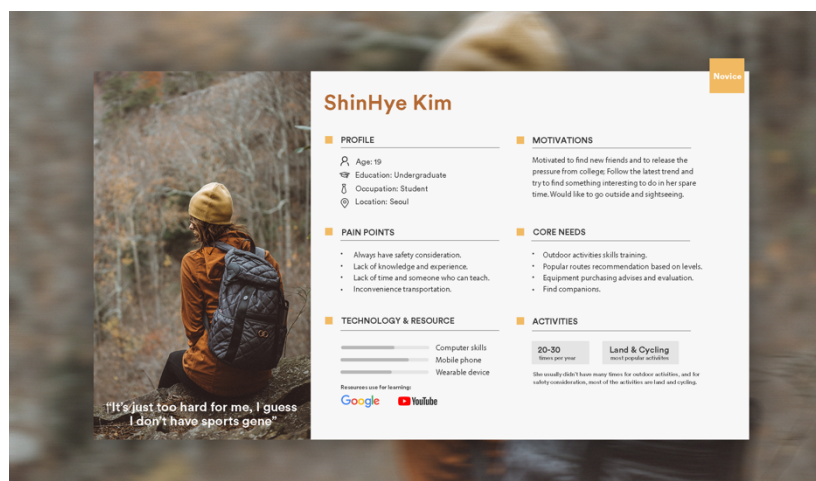 Novice
ShinHye Kim
PROFILE
Age: 19
Education: Undergraduate
Occupation: Student
Location: Seoul
MOTIVATIONS
Motivated to find new friends and to release the
pressure from college; Follow the latest trend and
try to find something interesting to do in her spare
time. Would like to go outside and sightseeing.
PAIN POINTS
• Always have safety consideration.
• Lack of knowledge and experience.
• Lack of time and someone who can teach.
• Inconvenience transportation.
CORE NEEDS
• Outdoor activities skills training.
• Popular routes recommendation based on levels.
• Equipment purchasing advises and evaluation.
• Find companions.
TECHNOLOGY & RESOURCE
Computer skills
Mobile phone
Wearable device
Resources use for learning:
Google
YouTube
ACTIVITIES
20-30
times per year
Land & Cycling
most popular activities
She usually didn't have many times for outdoor activities, and for
safety consideration, most of the activities are land and cycling.
"It's just too hard for me, I guess
I don't have sports gene"